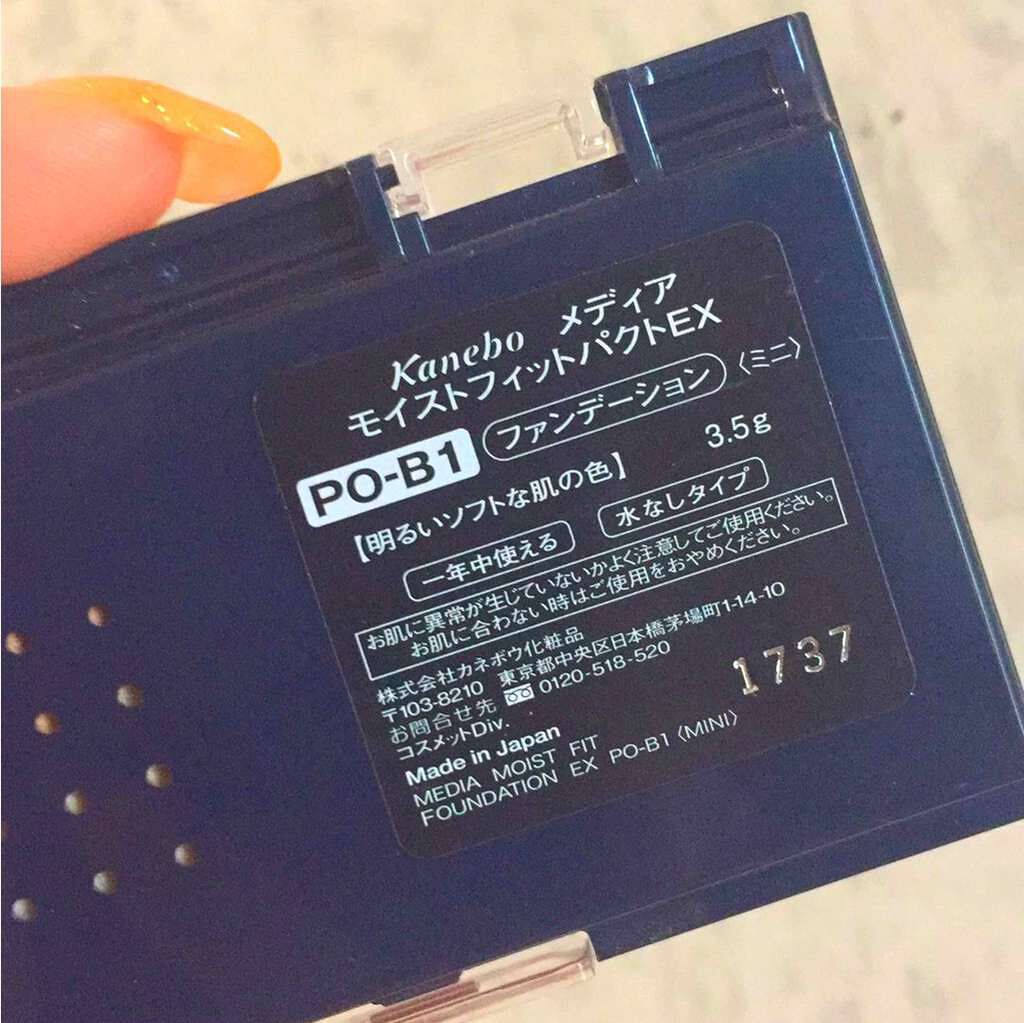 Kanebo メディア
モイストフィットパクトEX
PO-B1 ファンデーション 〈ミニ〉
【明るいソフトな肌の色】 3.5g
一年中使える 水なしタイプ
お肌に異常が生じていないかよく注意してご使用ください。
お肌に合わない時はご使用をおやめください。
株式会社カネボウ化粧品
〒103-8210 東京都中央区日本橋茅場町1-14-10
お問合せ先 0120-518-520
コスメットDiv.
1737
Made in Japan
MEDIA MOIST FIT
FOUNDATION EX PO-B1 〈MINI〉